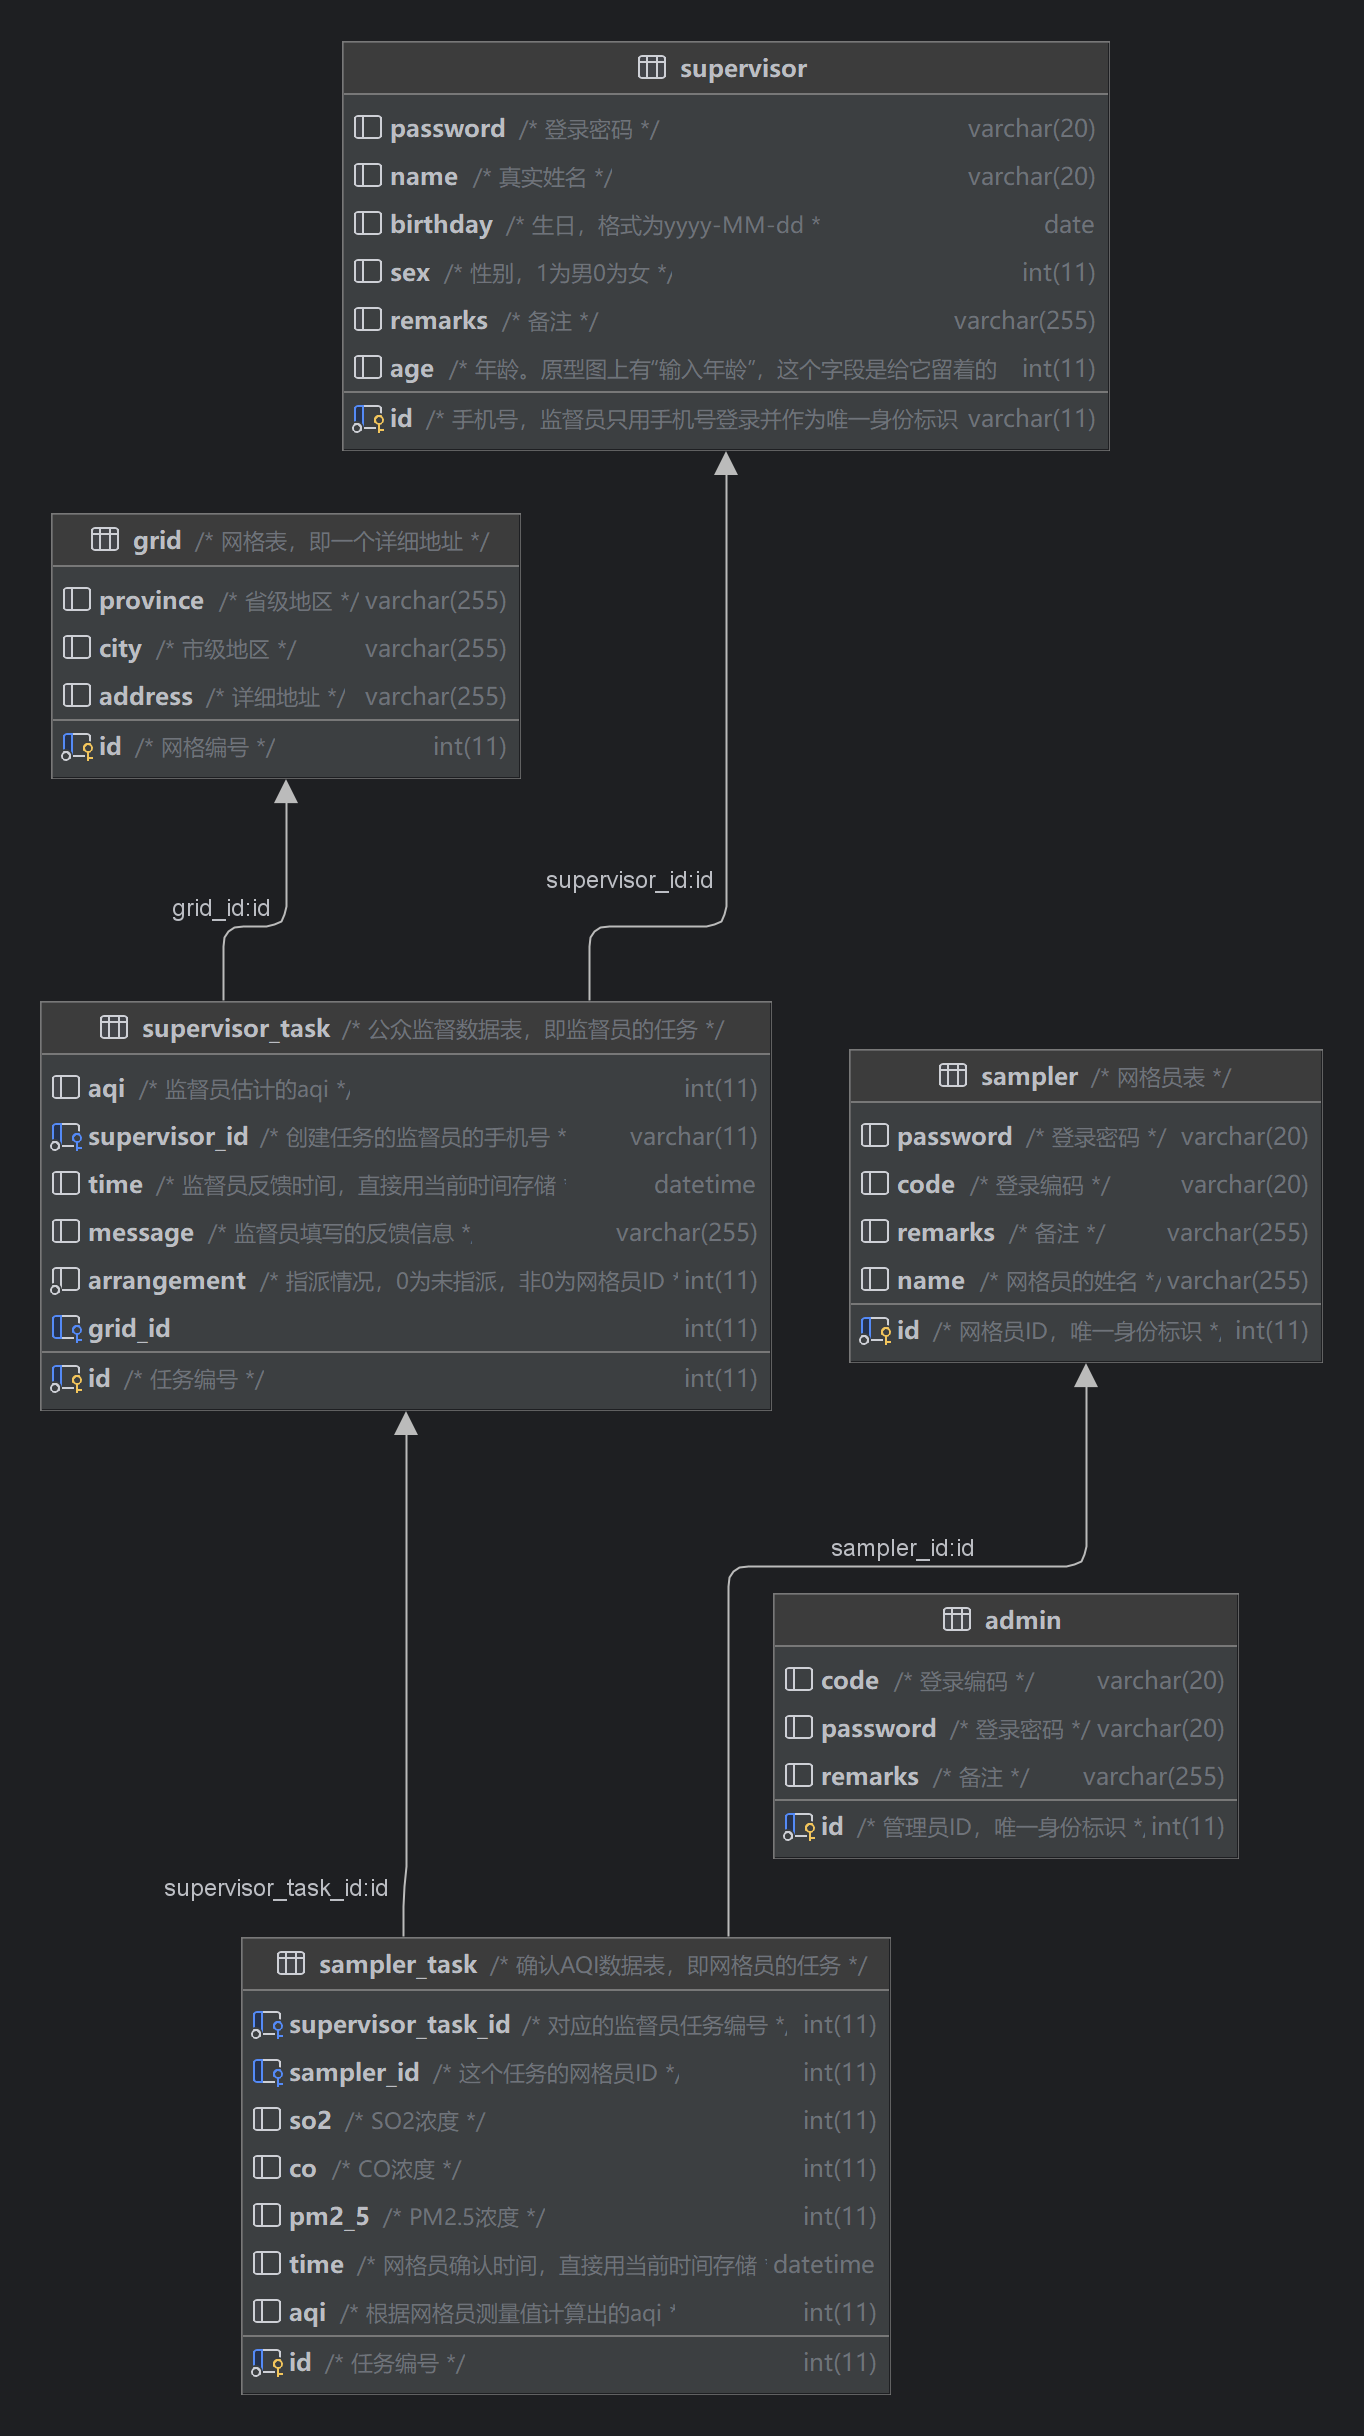 supervisor
password /* 登录密码 */ varchar(20)
name /* 真实姓名 */ varchar(20)
birthday /* 生日，格式为yyyy-MM-dd * date
sex /* 性别，1为男0为女 */ int(11)
remarks /* 备注 */ varchar(255)
age /* 年龄。原型图上有“输入年龄”，这个字段是给它留着的 int(11)
id /* 手机号，监督员只用手机号登录并作为唯一身份标识 varchar(11)
grid /* 网格表，即一个详细地址 */
province /* 省级地区 */ varchar(255)
city /* 市级地区 */ varchar(255)
address /* 详细地址 */ varchar(255)
id /* 网格编号 */ int(11)
supervisor_id:id
grid_id:id
supervisor_task /* 公众监督数据表，即监督员的任务 */
aqi /* 监督员估计的aqi */ int(11)
supervisor_id /* 创建任务的监督员的手机号 * varchar(11)
time /* 监督员反馈时间，直接用当前时间存储 * datetime
message /* 监督员填写的反馈信息 */ varchar(255)
arrangement /* 指派情况，0为未指派，非0为网格员ID * int(11)
grid_id int(11)
id /* 任务编号 */ int(11)
sampler /* 网格员表 */
password /* 登录密码 */ varchar(20)
code /* 登录编码 */ varchar(20)
remarks /* 备注 */ varchar(255)
name /* 网格员的姓名 */ varchar(255)
id /* 网格员ID，唯一身份标识 */ int(11)
sampler_id:id
admin
code /* 登录编码 */ varchar(20)
password /* 登录密码 */ varchar(20)
remarks /* 备注 */ varchar(255)
id /* 管理员ID，唯一身份标识 */ int(11)
supervisor_task_id:id
sampler_task /* 确认AQI数据表，即网格员的任务 */
supervisor_task_id /* 对应的监督员任务编号 */ int(11)
sampler_id /* 这个任务的网格员ID */ int(11)
so2 /* SO2浓度 */ int(11)
co /* CO浓度 */ int(11)
pm2_5 /* PM2.5浓度 */ int(11)
time /* 网格员确认时间，直接用当前时间存储 * datetime
aqi /* 根据网格员测量值计算出的aqi * int(11)
id /* 任务编号 */ int(11)